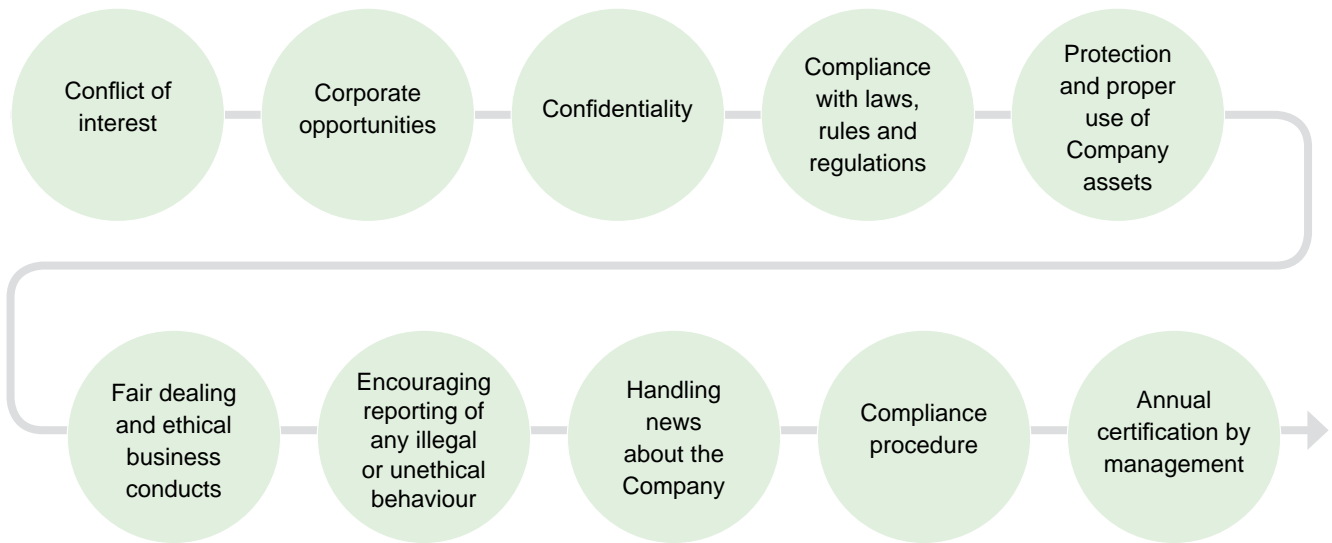 Conflict of
interest
Corporate
opportunities
Confidentiality
Compliance
with laws,
rules and
regulations
Protection
and proper
use of
Company
assets
Fair dealing
and ethical
business
conducts
Encouraging
reporting of
any illegal
or unethical
behaviour
Handling
news
about the
Company
Compliance
procedure
Annual
certification by
management